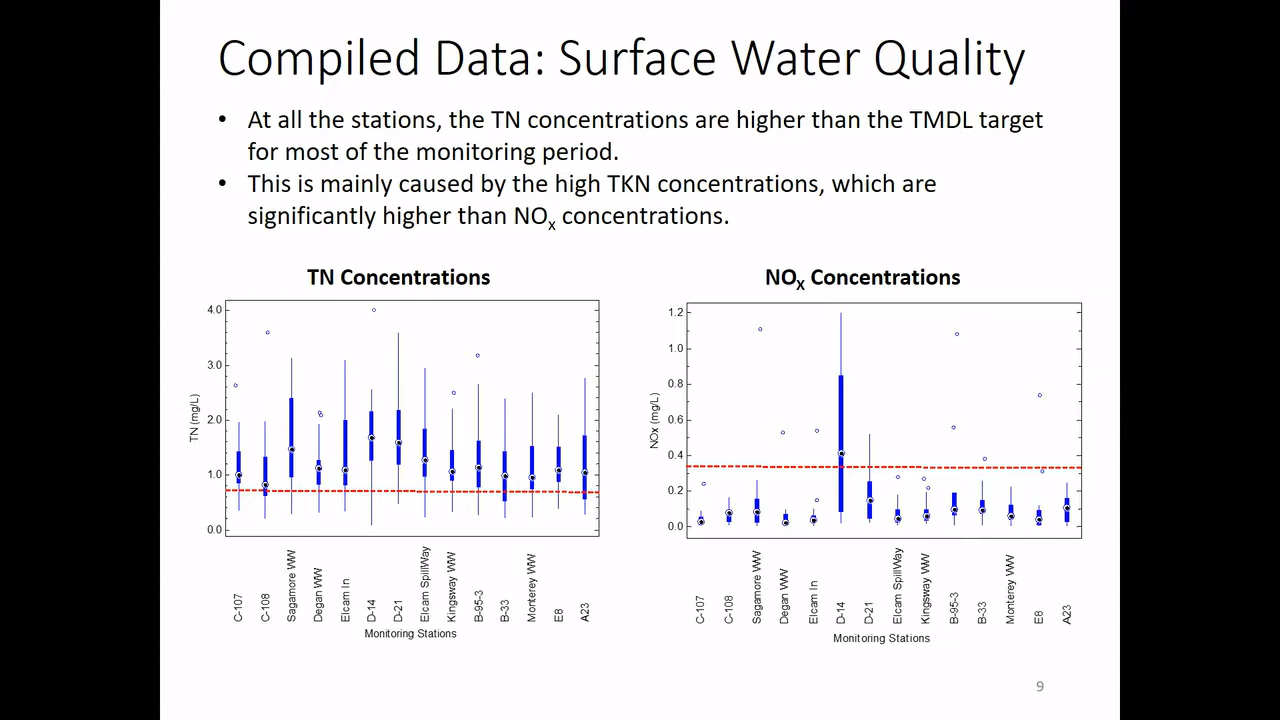 Compiled Data: Surface Water Quality
• At all the stations, the TN concentrations are higher than the TMDL target
for most of the monitoring period.
• This is mainly caused by the high TKN concentrations, which are
significantly higher than NOx concentrations.
TN Concentrations
4.0
3.0
2.0
1.0
0.0
TN (mg/L)
C-107
C-108
Sagamore WW
Degan WW
Elcam In
D-14
D-21
Elcam SpillWay
Kingsway WW
B-95-3
B-33
Monterey WW
E8
A23
Monitoring Stations
NOX Concentrations
1.2
1.0
0.8
0.6
0.4
0.2
0.0
NOx (mg/L)
C-107
C-108
Sagamore WW
Degan WW
Elcam In
D-14
D-21
Elcam SpillWay
Kingsway WW
B-95-3
B-33
Monterey WW
E8
A23
Monitoring Stations
9